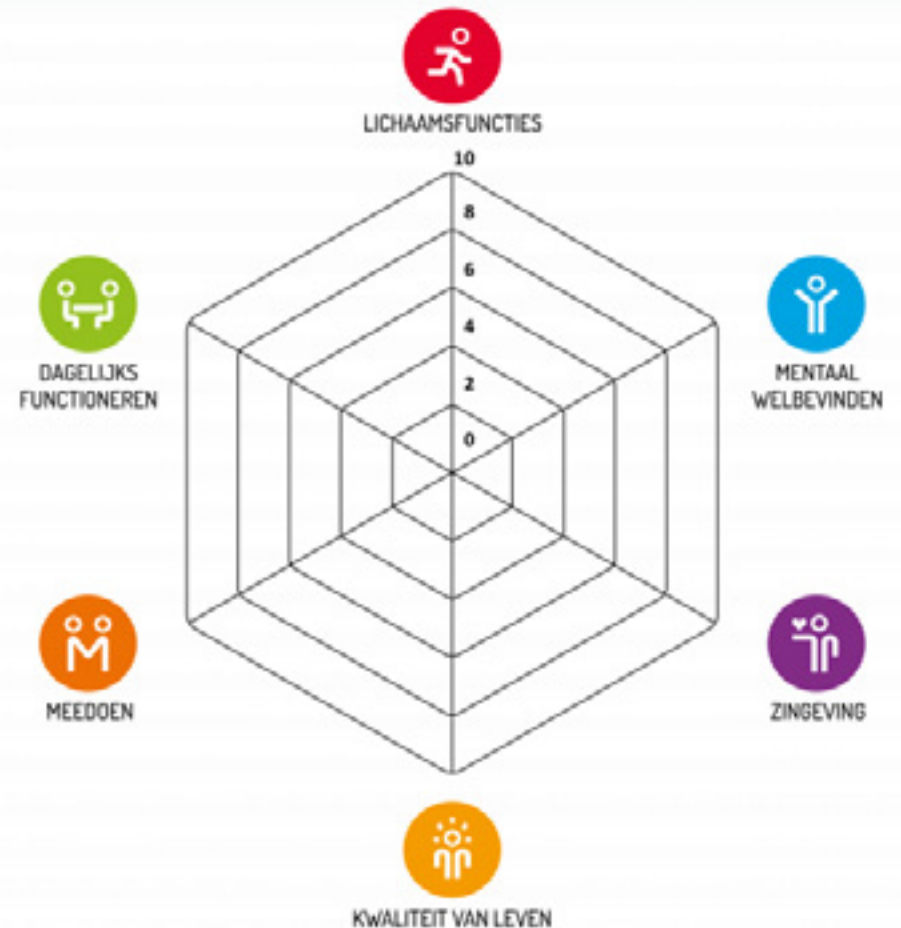 LICHAAMSFUNCTIES
10
8
6
4
2
0
DAGELIJKS
FUNCTIONEREN
MENTAAL
WELBEVINDEN
MEEDOEN
ZINGEVING
KWALITEIT VAN LEVEN